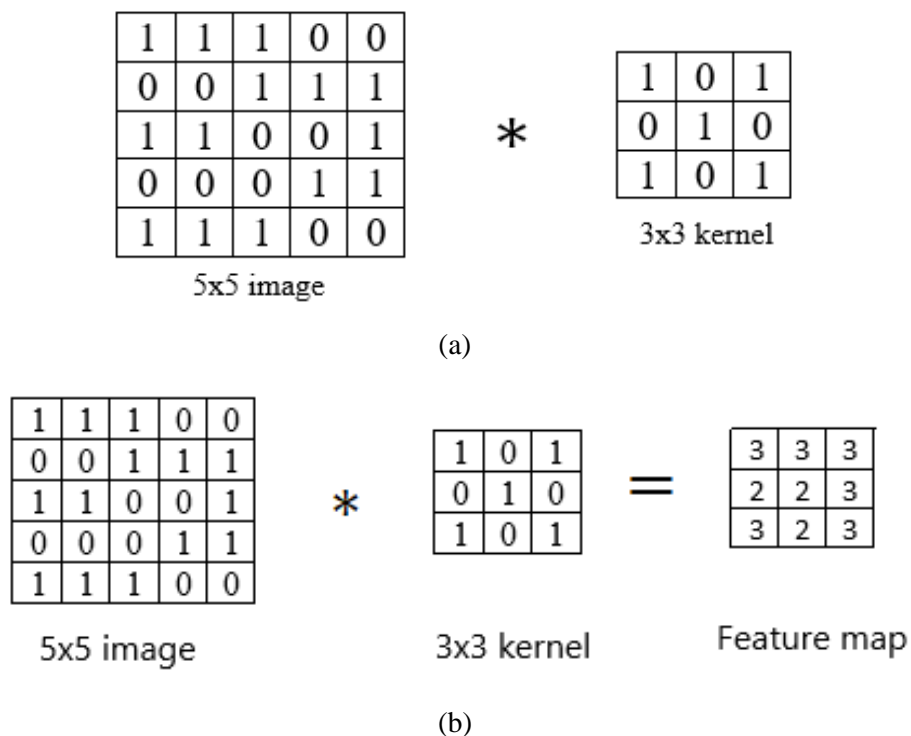 1 1 1 0 0
0 0 1 1 1
1 1 0 0 1
0 0 0 1 1
1 1 1 0 0
5x5 image
*
1 0 1
0 1 0
1 0 1
3x3 kernel
(a)
1 1 1 0 0
0 0 1 1 1
1 1 0 0 1
0 0 0 1 1
1 1 1 0 0
5x5 image
*
1 0 1
0 1 0
1 0 1
3x3 kernel
=
3 3 3
2 2 3
3 2 3
Feature map
(b)